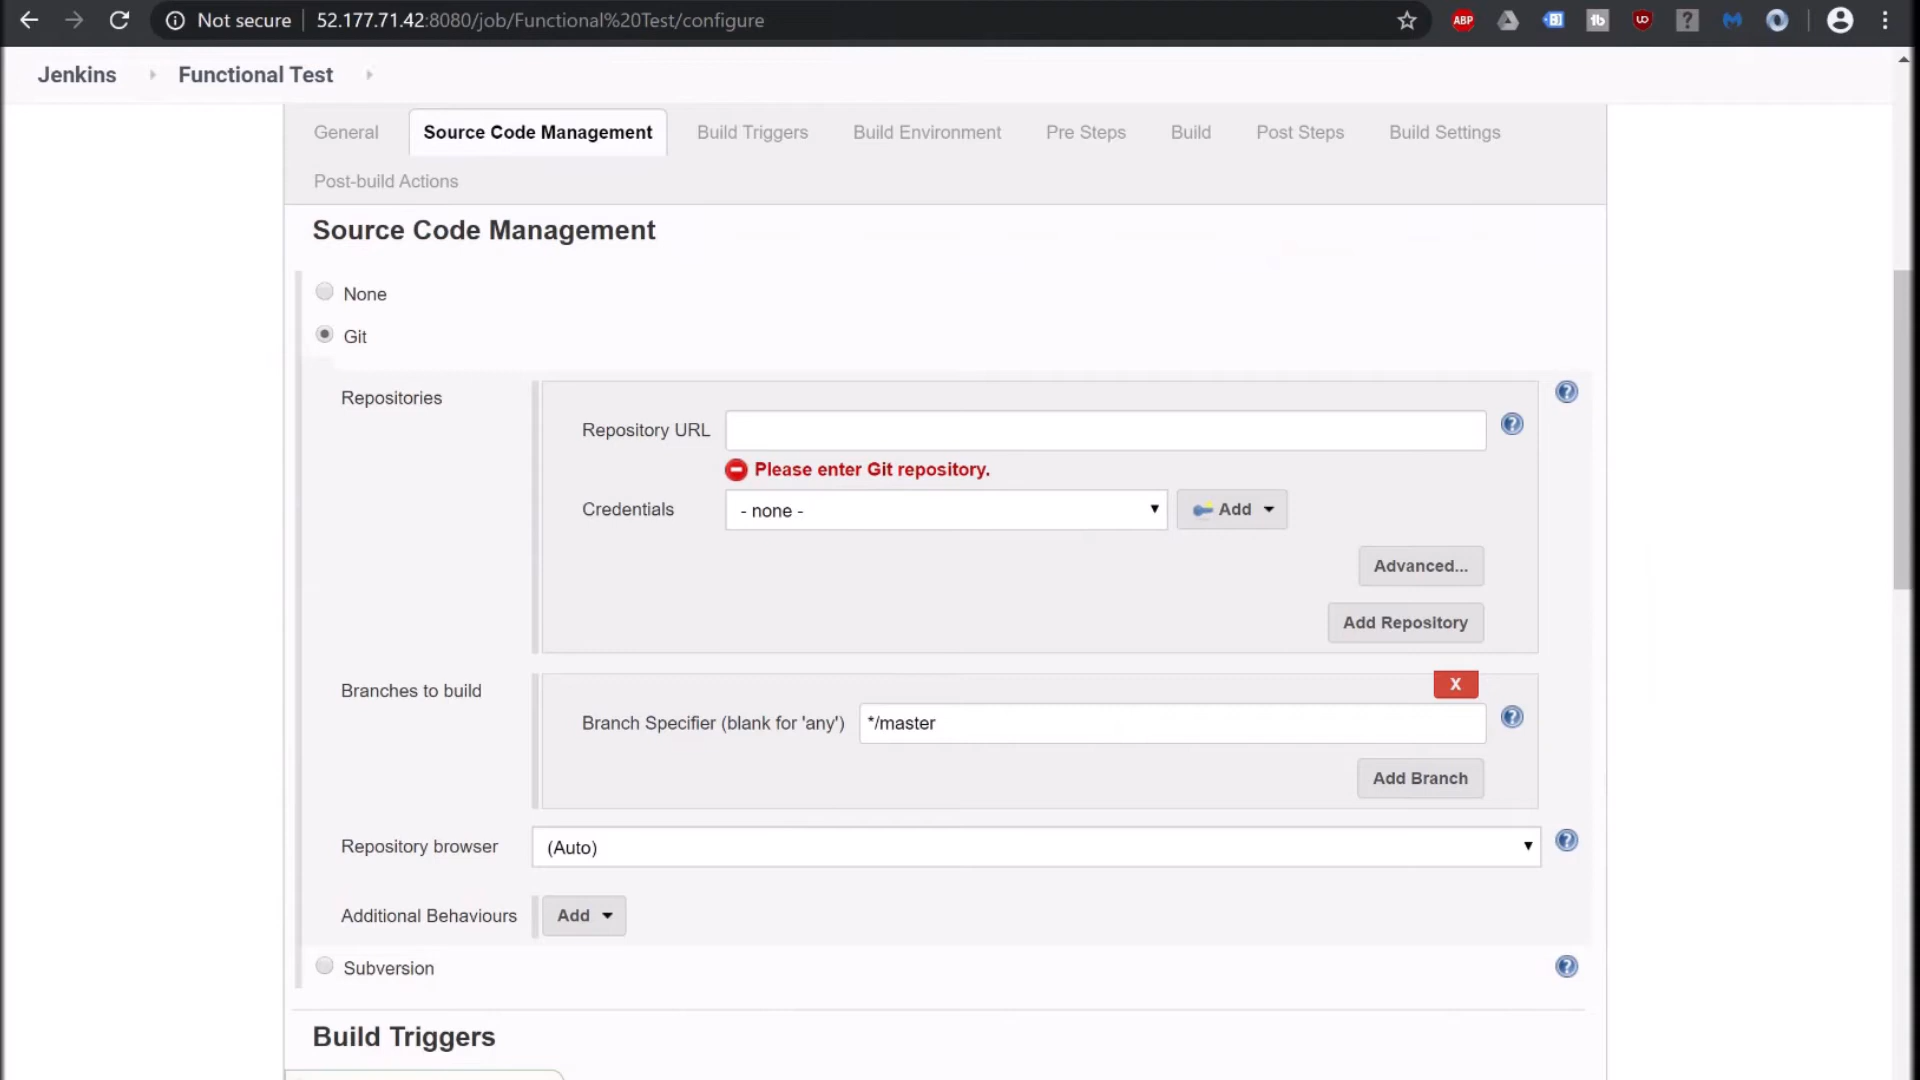 Not secure | 52.177.71.42:8080/job/Functional%20Test/configure
ABP
Jenkins Functional Test
General Source Code Management Build Triggers Build Environment Pre Steps Build Post Steps Build Settings
Post-build Actions
Source Code Management
None
Git
Repositories
Repository URL
Please enter Git repository.
Credentials - none - Add
Advanced...
Add Repository
X
Branches to build
Branch Specifier (blank for 'any') */master
Add Branch
Repository browser (Auto)
Additional Behaviours Add
Subversion
Build Triggers